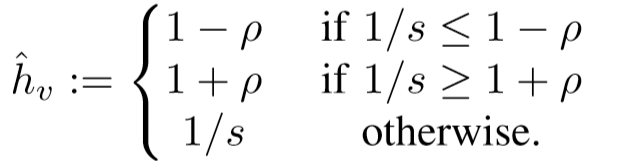 ĥ_v := { 1 − ρ if 1/s ≤ 1 − ρ
1 + ρ if 1/s ≥ 1 + ρ
1/s otherwise.